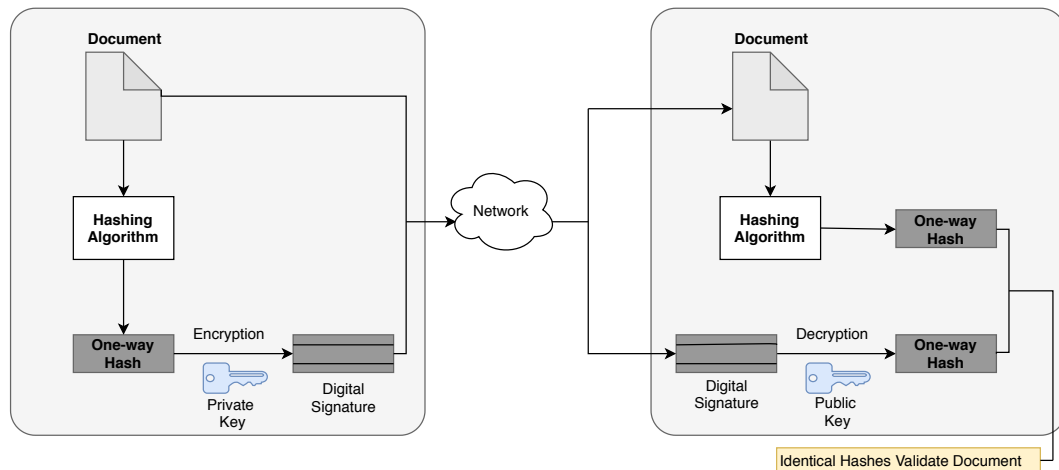 Document
Hashing
Algorithm
One-way
Hash
Encryption
Private
Key
Digital
Signature
Network
Document
Hashing
Algorithm
One-way
Hash
Digital
Signature
Decryption
Public
Key
One-way
Hash
Identical Hashes Validate Document